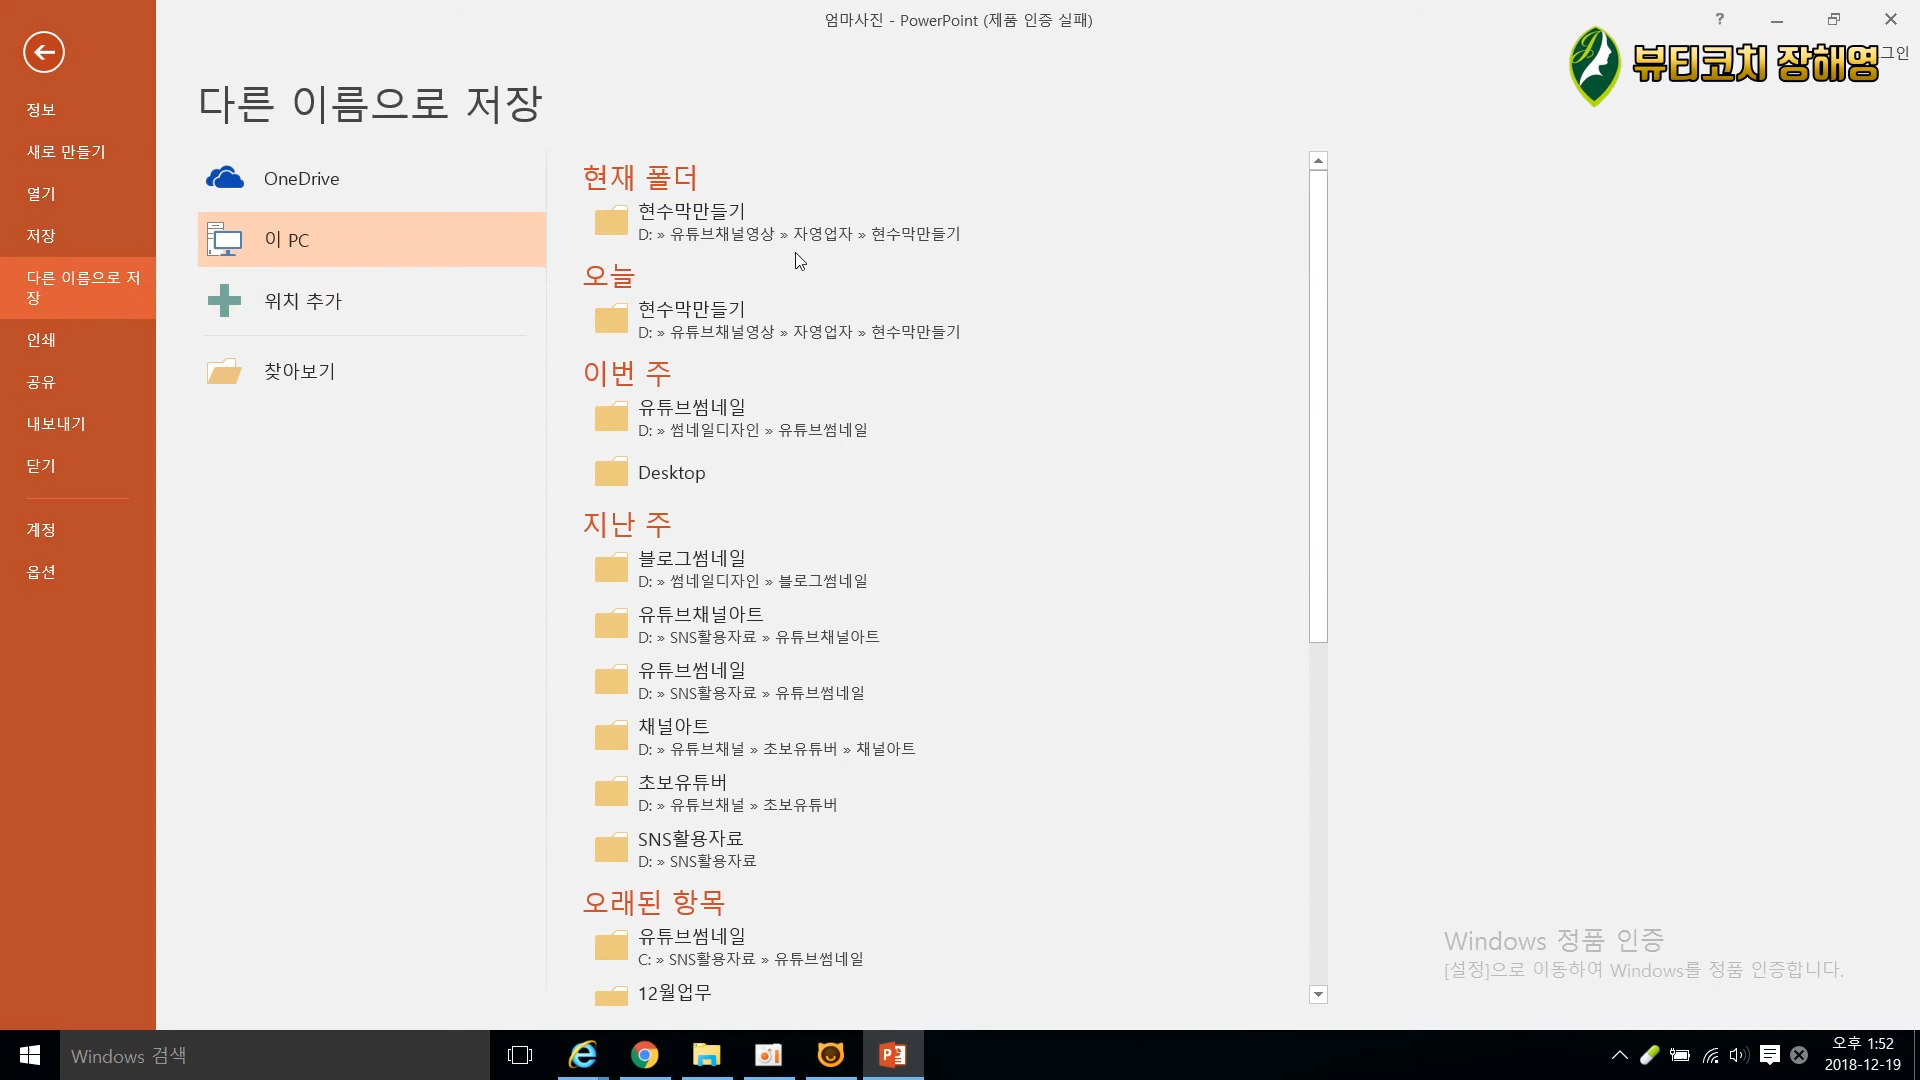 엄마사진 - PowerPoint (제품 인증 실패)
?
뷰티코치 장해영
그인
다른 이름으로 저장
정보
새로 만들기
열기
저장
다른 이름으로 저
장
인쇄
공유
내보내기
닫기
계정
옵션
OneDrive
이 PC
위치 추가
찾아보기
현재 폴더
현수막만들기
D: » 유튜브채널영상 » 자영업자 » 현수막만들기
오늘
현수막만들기
D: » 유튜브채널영상 » 자영업자 » 현수막만들기
이번 주
유튜브썸네일
D: » 썸네일디자인 » 유튜브썸네일
Desktop
지난 주
블로그썸네일
D: » 썸네일디자인 » 블로그썸네일
유튜브채널아트
D: » SNS활용자료 » 유튜브채널아트
유튜브썸네일
D: » SNS활용자료 » 유튜브썸네일
채널아트
D: » 유튜브채널 » 초보유튜버 » 채널아트
초보유튜버
D: » 유튜브채널 » 초보유튜버
SNS활용자료
D: » SNS활용자료
오래된 항목
유튜브썸네일
C: » SNS활용자료 » 유튜브썸네일
12월업무
Windows 정품 인증
[설정]으로 이동하여 Windows를 정품 인증합니다.
Windows 검색
오후 1:52
2018-12-19